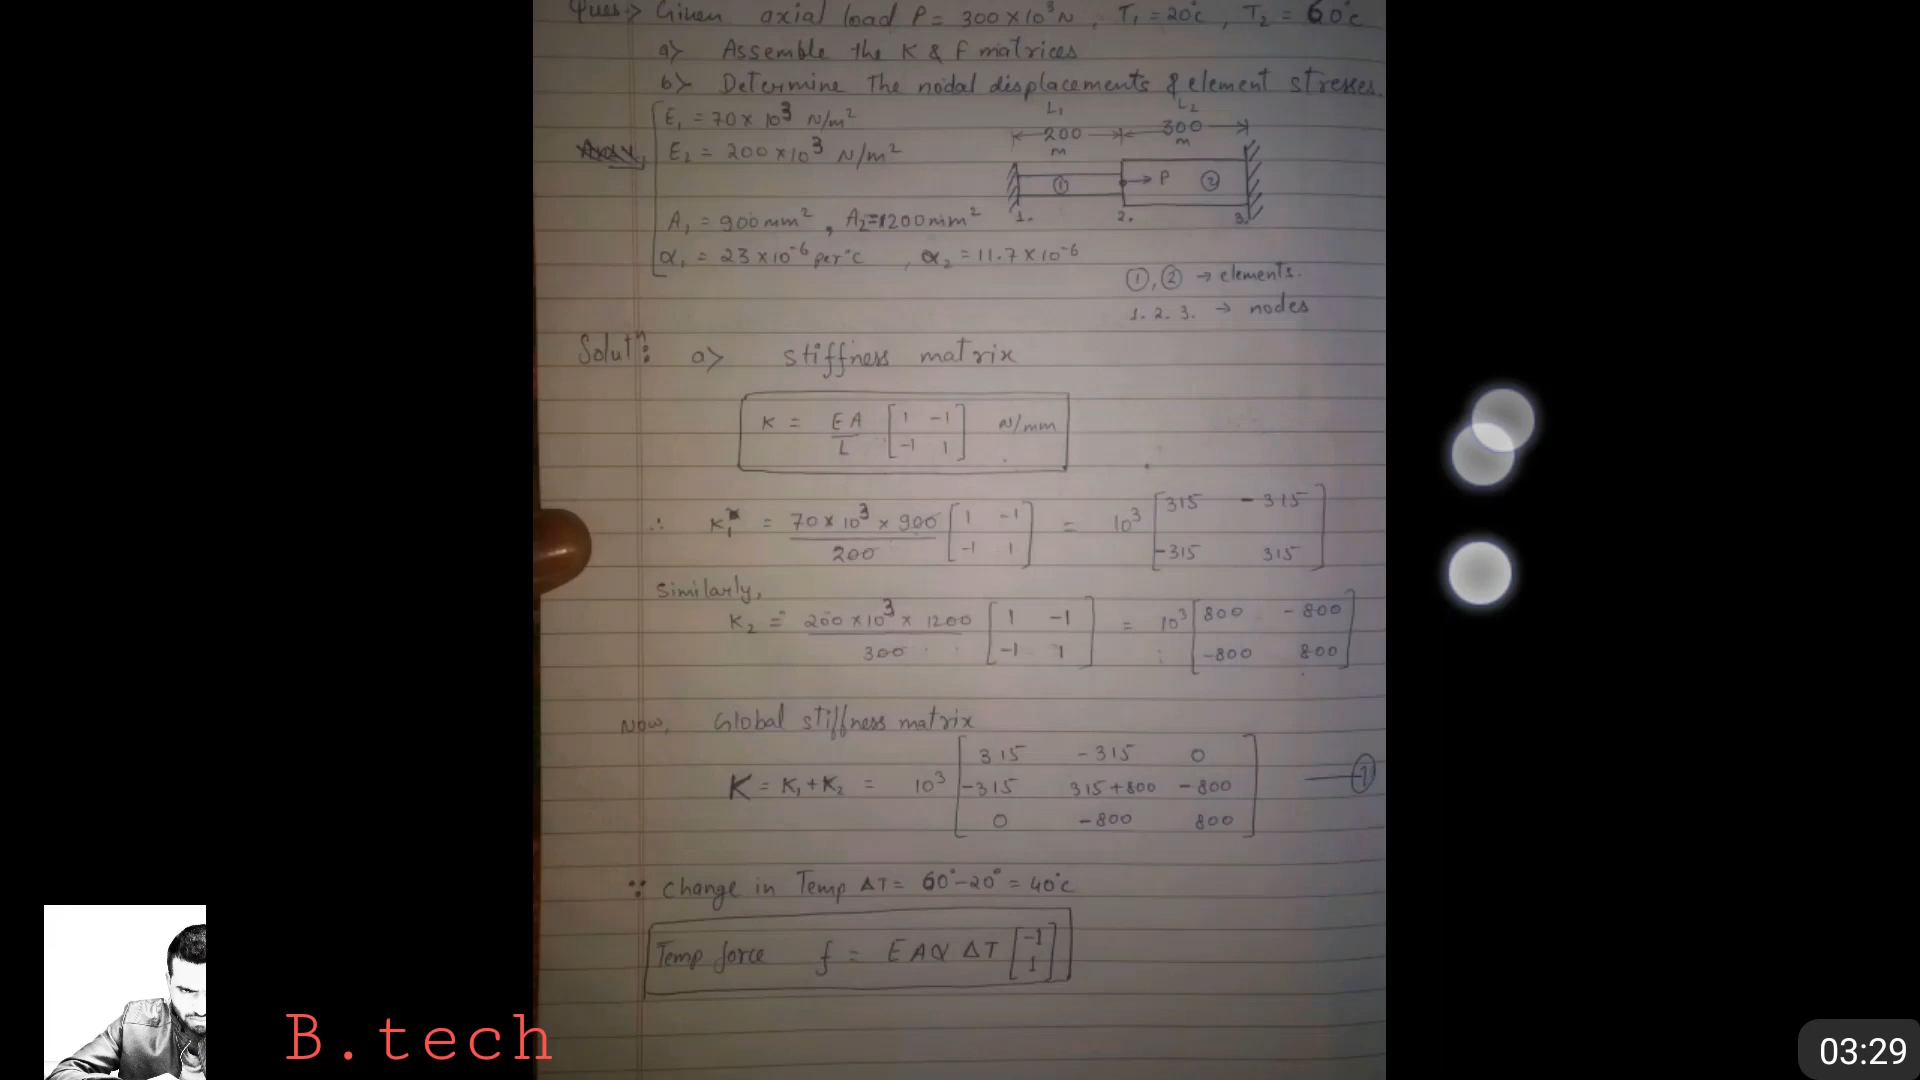 Ques:> Given axial load P = 300 × 10³ N, T₁ = 20°C, T₂ = 60°C
a> Assemble the K & F matrices
b> Determine the nodal displacements & element stresses.
E₁ = 70 × 10³ N/m²
E₂ = 200 × 10³ N/m²
A₁ = 900 mm², A₂ = 1200 mm²
α₁ = 23 × 10⁻⁶ per °C, α₂ = 11.7 × 10⁻⁶
L₁ L₂
200 300
m m
① P ②
1. 2. 3.
①, ② → elements.
1. 2. 3. → nodes
Solutⁿ: a> stiffness matrix
K = EA/L [1 -1; -1 1] N/mm
∴ K₁ = 70 × 10³ × 900 / 200 [1 -1; -1 1] = 10³ [315 -315; -315 315]
Similarly,
K₂ = 200 × 10³ × 1200 / 300 [1 -1; -1 1] = 10³ [800 -800; -800 800]
Now, Global stiffness matrix
K = K₁ + K₂ = 10³ [315 -315 0; -315 315+800 -800; 0 -800 800] — ①
∵ change in Temp ΔT = 60° - 20° = 40°C
Temp force f = E A α ΔT [-1; 1]
B.tech
03:29